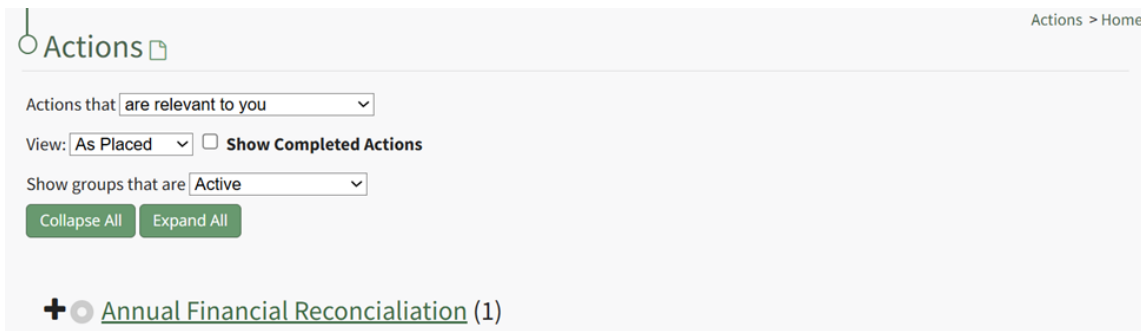 Actions > Home
Actions
Actions that are relevant to you
View: As Placed Show Completed Actions
Show groups that are Active
Collapse All Expand All
Annual Financial Reconcialiation (1)